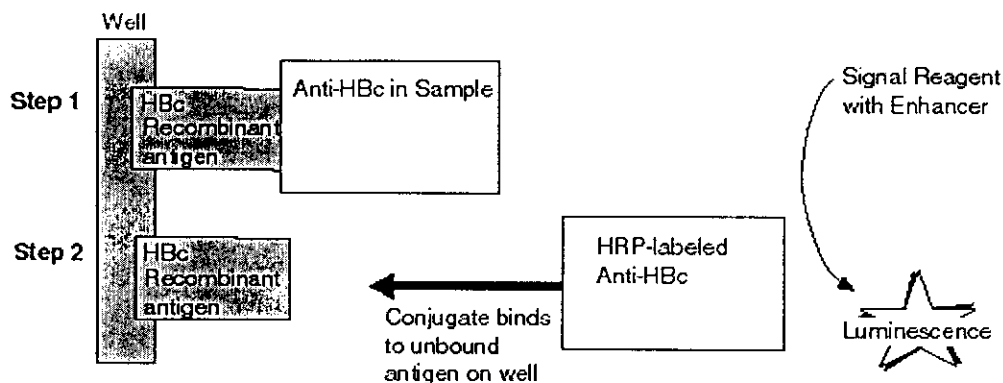 Well
Step 1
HBc
Recombinant
antigen
Anti-HBc in Sample
Signal Reagent
with Enhancer
Step 2
HBc
Recombinant
antigen
Conjugate binds
to unbound
antigen on well
HRP-labeled
Anti-HBc
Luminescence